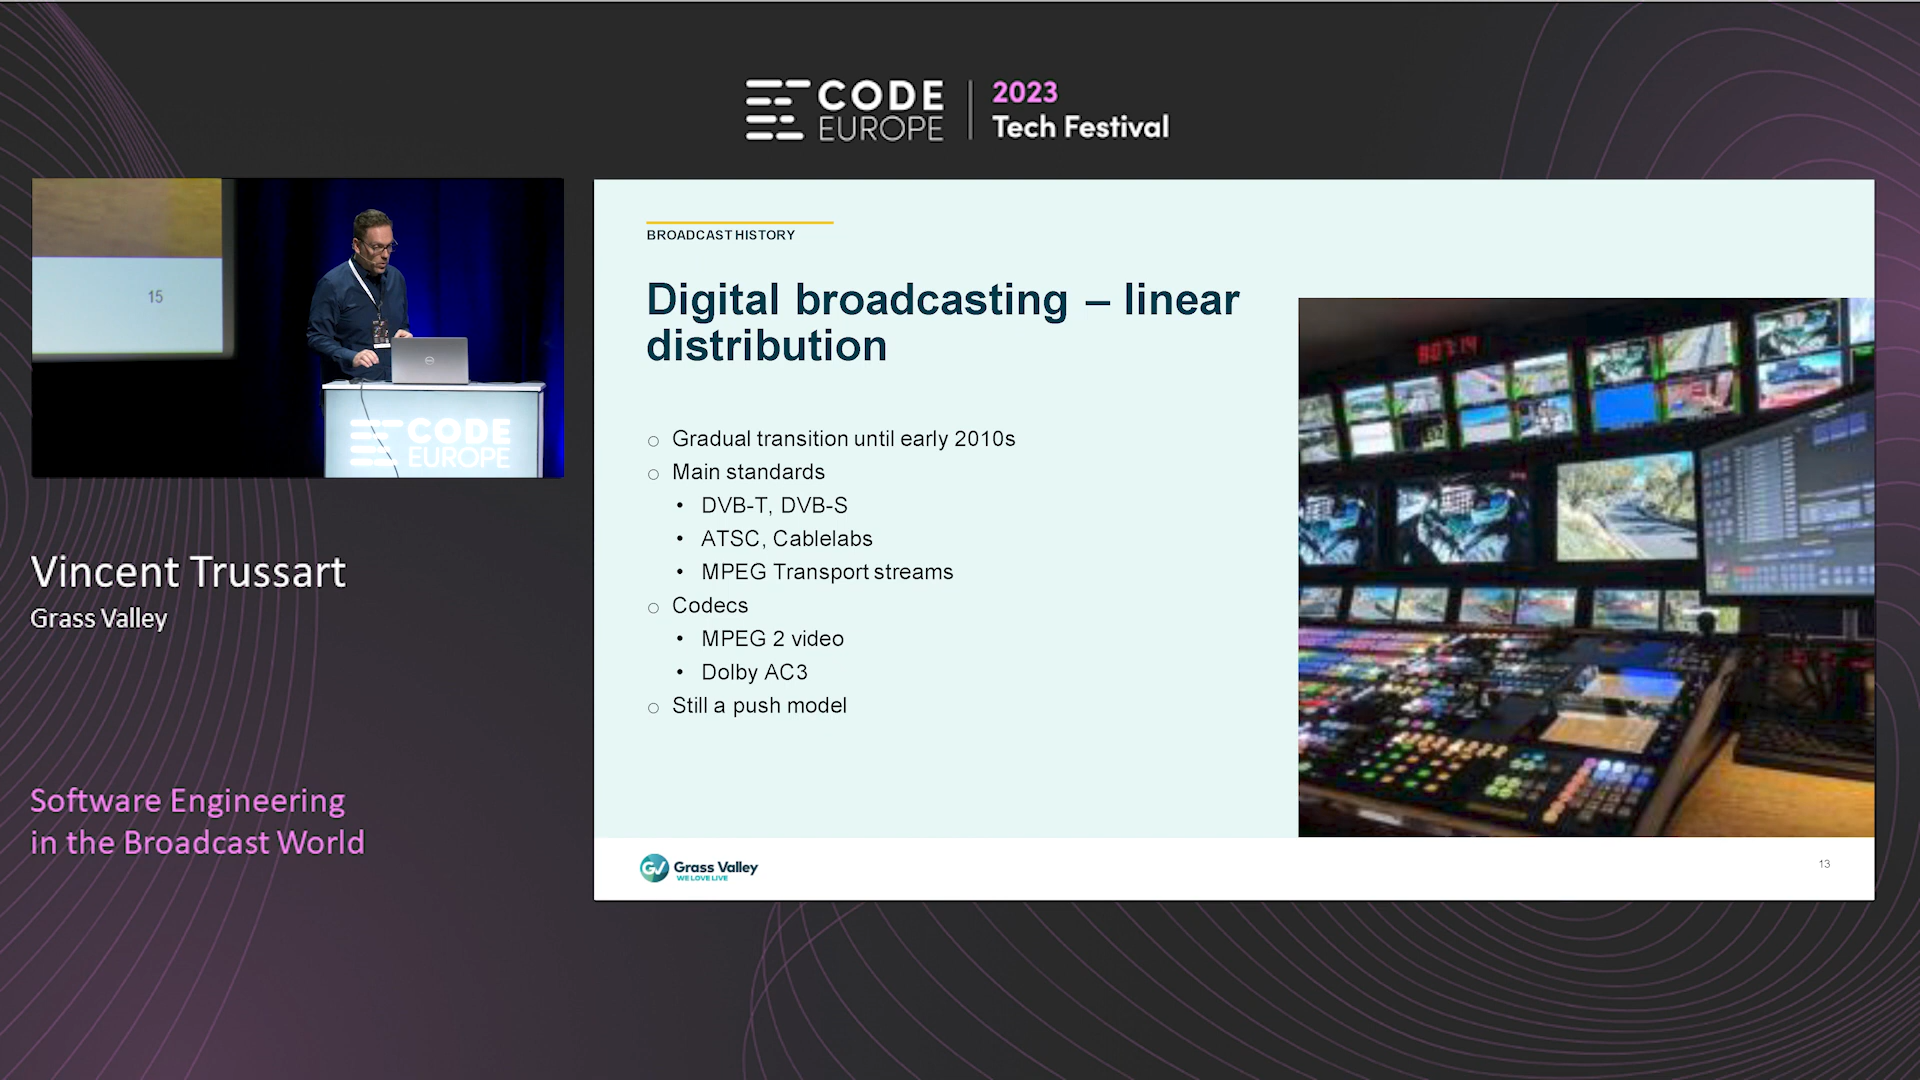 CODE
EUROPE
2023
Tech Festival
15
CODE
EUROPE
Vincent Trussart
Grass Valley
Software Engineering
in the Broadcast World
BROADCAST HISTORY
Digital broadcasting – linear
distribution
○ Gradual transition until early 2010s
○ Main standards
• DVB-T, DVB-S
• ATSC, Cablelabs
• MPEG Transport streams
○ Codecs
• MPEG 2 video
• Dolby AC3
○ Still a push model
GV Grass Valley
WE LOVE LIVE
13